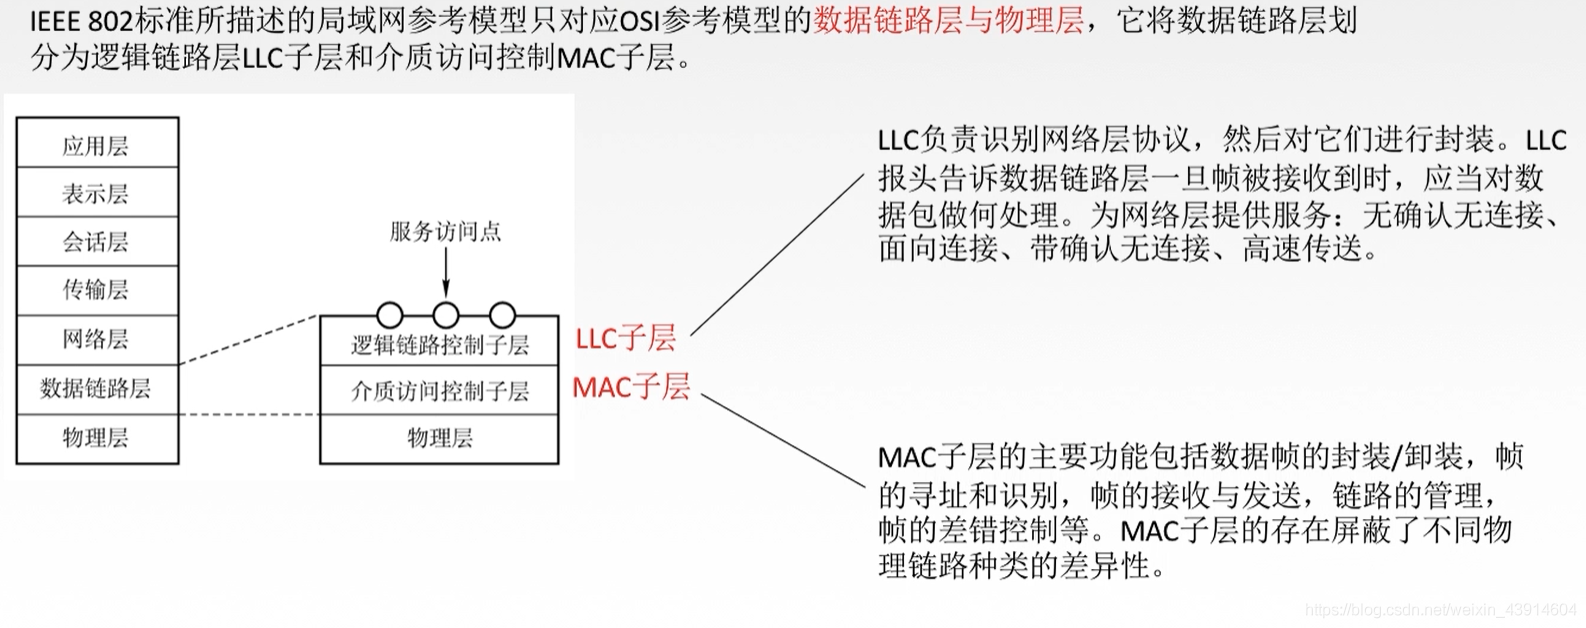 IEEE 802标准所描述的局域网参考模型只对应OSI参考模型的数据链路层与物理层，它将数据链路层划
分为逻辑链路层LLC子层和介质访问控制MAC子层。
应用层
表示层
会话层
传输层
网络层
数据链路层
物理层
服务访问点
逻辑链路控制子层
介质访问控制子层
物理层
LLC子层
MAC子层
LLC负责识别网络层协议，然后对它们进行封装。LLC
报头告诉数据链路层一旦帧被接收到时，应当对数
据包做何处理。为网络层提供服务：无确认无连接、
面向连接、带确认无连接、高速传送。
MAC子层的主要功能包括数据帧的封装/卸装，帧
的寻址和识别，帧的接收与发送，链路的管理，
帧的差错控制等。MAC子层的存在屏蔽了不同物
理链路种类的差异性。
https://blog.csdn.net/weixin_43914604